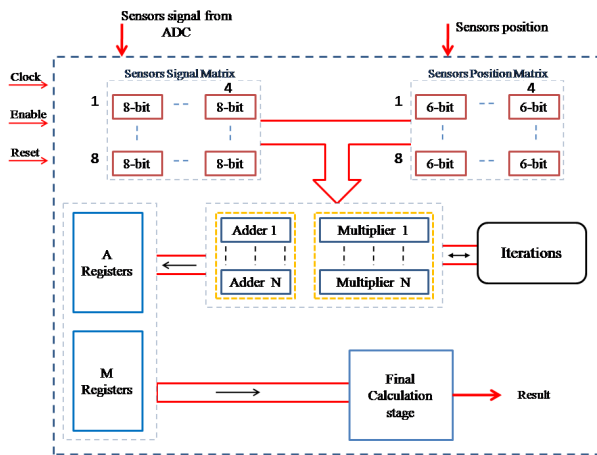 Sensors signal from
ADC
Sensors position
Clock
Enable
Reset
Sensors Signal Matrix
4
1
8-bit
8-bit
8
8-bit
8-bit
Sensors Position Matrix
4
1
6-bit
6-bit
8
6-bit
6-bit
A
Registers
Adder 1
Adder N
Multiplier 1
Multiplier N
Iterations
M
Registers
Final
Calculation
stage
Result